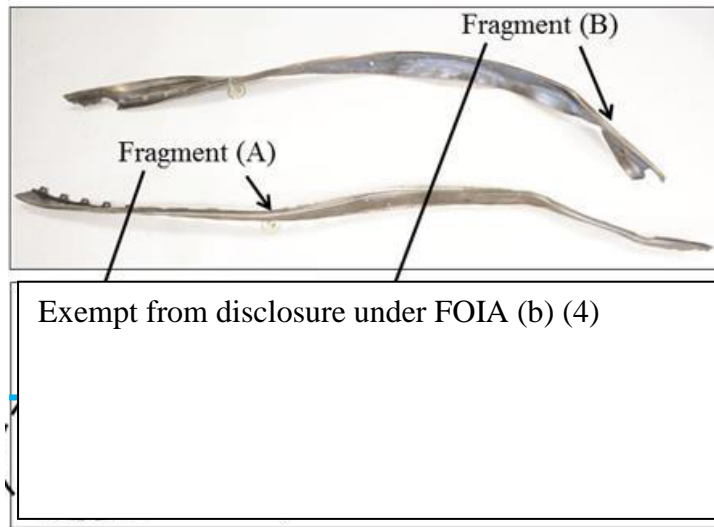 Fragment (B)
Fragment (A)
Exempt from disclosure under FOIA (b) (4)